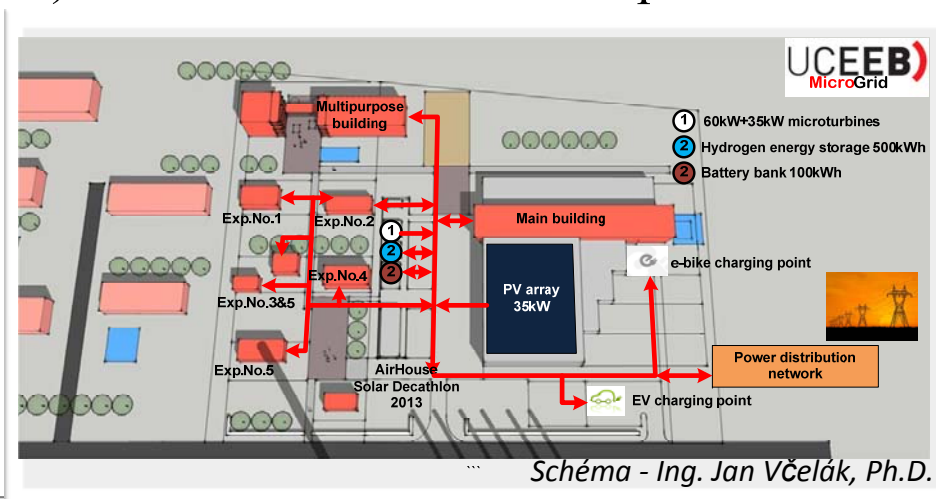 UCEEB)
MicroGrid
Multipurpose
building
1 60kW+35kW microturbines
2 Hydrogen energy storage 500kWh
2 Battery bank 100kWh
Exp.No.1
Exp.No.2
Main building
1
2
2
Exp.No.4
e-bike charging point
Exp.No.3&5
PV array
35kW
Power distribution
network
Exp.No.5
AirHouse
Solar Decathlon
2013
EV charging point
```
Schéma - Ing. Jan Včelák, Ph.D.